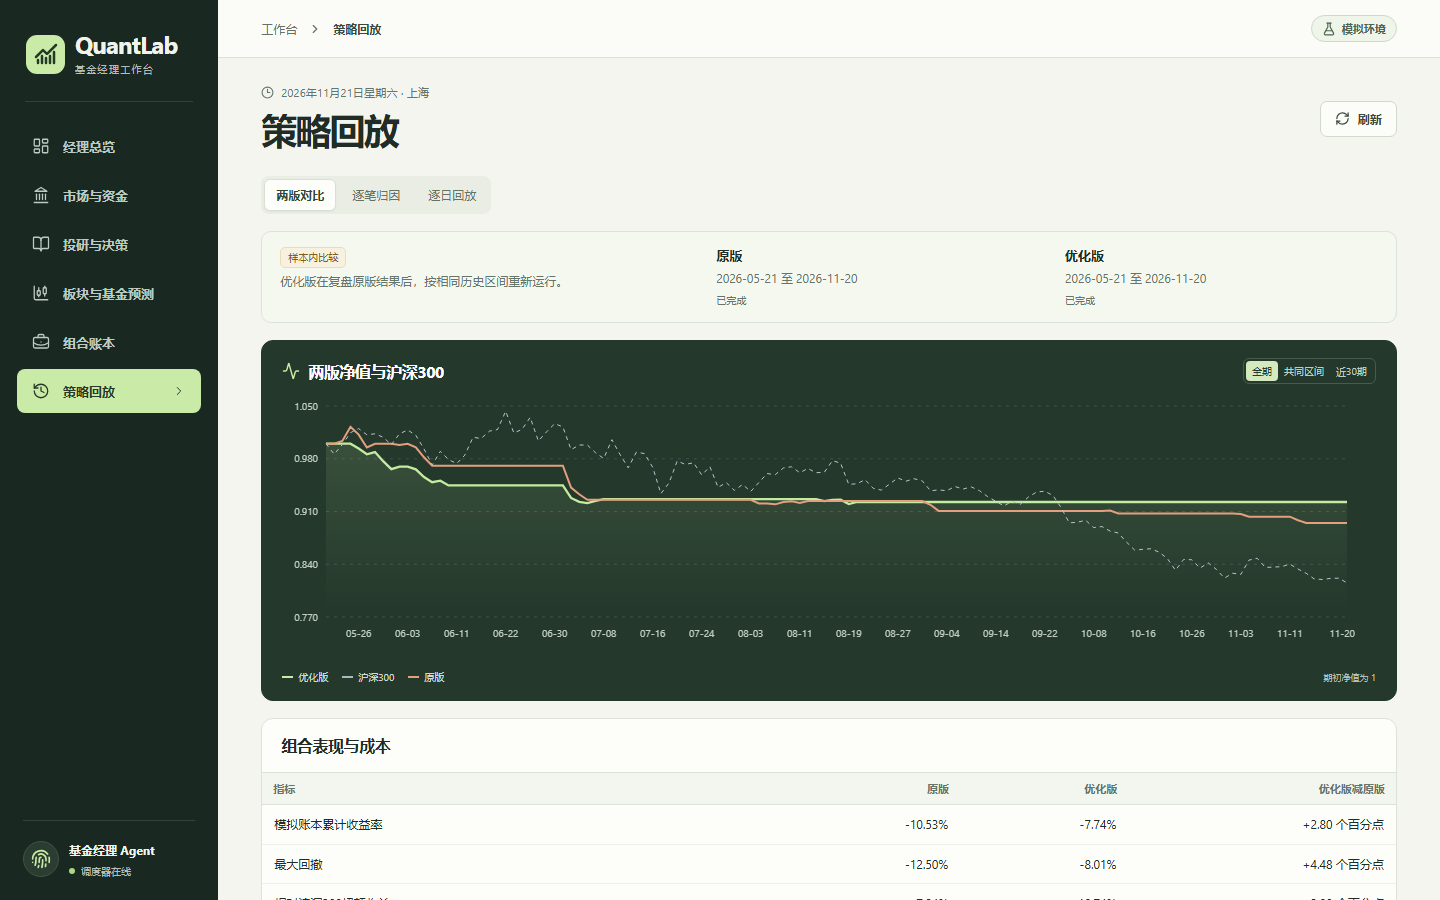 QuantLab
基金经理工作台
经理总览
市场与资金
投研与决策
板块与基金预测
组合账本
策略回放
基金经理 Agent
调度器在线
工作台 > 策略回放
模拟环境
2026年11月21日星期六 · 上海
策略回放
刷新
两版对比 逐笔归因 逐日回放
样本内比较
优化版在复盘原版结果后，按相同历史区间重新运行。
原版
2026-05-21 至 2026-11-20
已完成
优化版
2026-05-21 至 2026-11-20
已完成
两版净值与沪深300
全期 共同区间 近30期
1.050
0.980
0.910
0.840
0.770
05-26 06-03 06-11 06-22 06-30 07-08 07-16 07-24 08-03 08-11 08-19 08-27 09-04 09-14 09-22 10-08 10-16 10-26 11-03 11-11 11-20
优化版 沪深300 原版
期初净值为 1
组合表现与成本
指标 原版 优化版 优化版减原版
模拟账本累计收益率 -10.53% -7.74% +2.80 个百分点
最大回撤 -12.50% -8.01% +4.48 个百分点